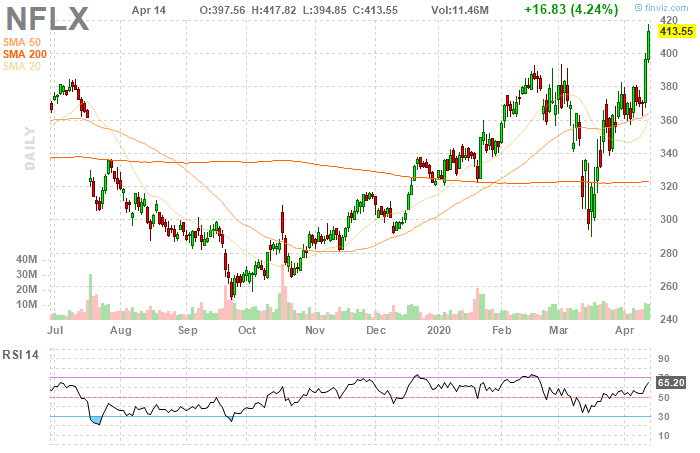 NFLX Apr 14 O:397.56 H:417.82 L:394.85 C:413.55 Vol:11.46M +16.83 (4.24%) © finviz.com
SMA 50
SMA 200
SMA 20
DAILY
420
413.55
400
380
360
340
320
300
280
260
240
40M
30M
20M
10M
Jul Aug Sep Oct Nov Dec 2020 Feb Mar Apr
RSI 14
90
70
65.20
50
30
10